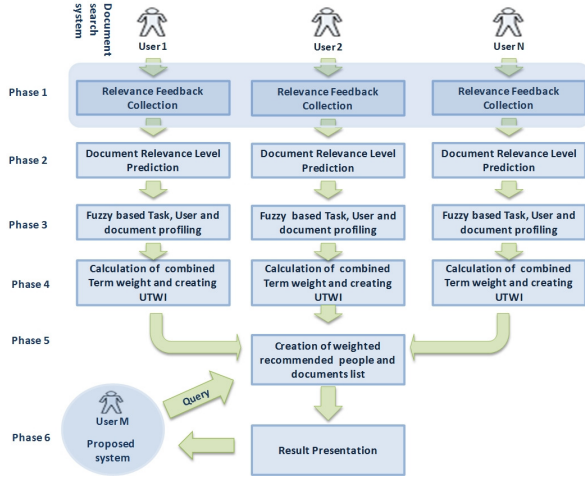 Document
search
system
User 1
User 2
User N
Phase 1
Relevance Feedback
Collection
Relevance Feedback
Collection
Relevance Feedback
Collection
Phase 2
Document Relevance Level
Prediction
Document Relevance Level
Prediction
Document Relevance Level
Prediction
Phase 3
Fuzzy based Task, User and
document profiling
Fuzzy based Task, User and
document profiling
Fuzzy based Task, User and
document profiling
Phase 4
Calculation of combined
Term weight and creating
UTWI
Calculation of combined
Term weight and creating
UTWI
Calculation of combined
Term weight and creating
UTWI
Phase 5
Creation of weighted
recommended people and
documents list
Query
User M
Proposed
system
Phase 6
Result Presentation